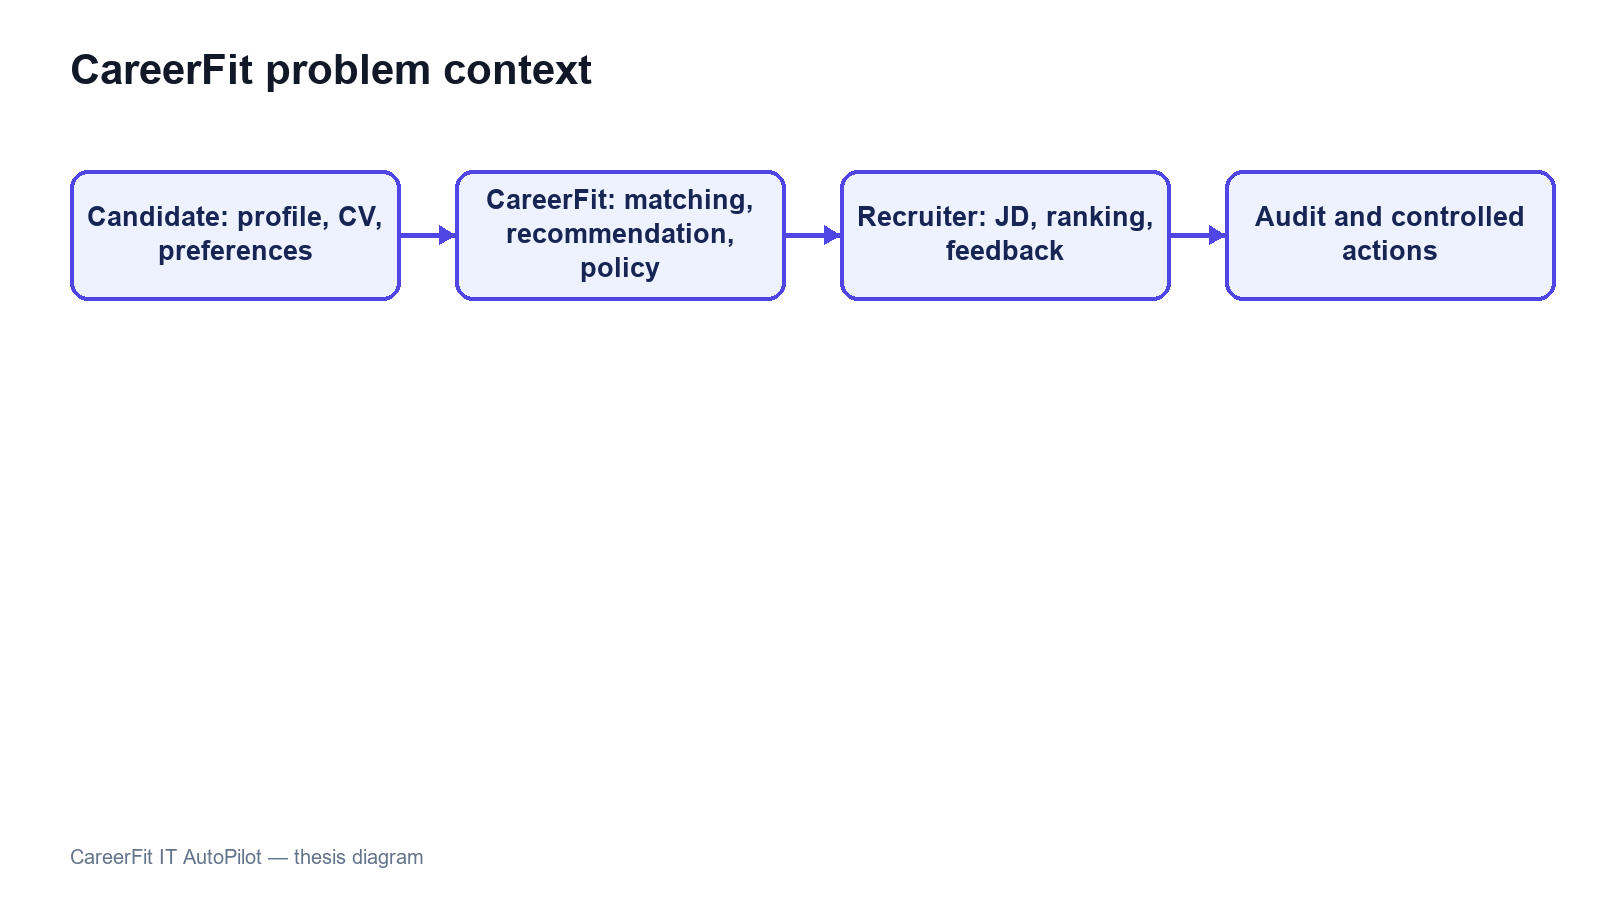 CareerFit problem context
Candidate: profile, CV,
preferences
CareerFit: matching,
recommendation,
policy
Recruiter: JD, ranking,
feedback
Audit and controlled
actions
CareerFit IT AutoPilot — thesis diagram